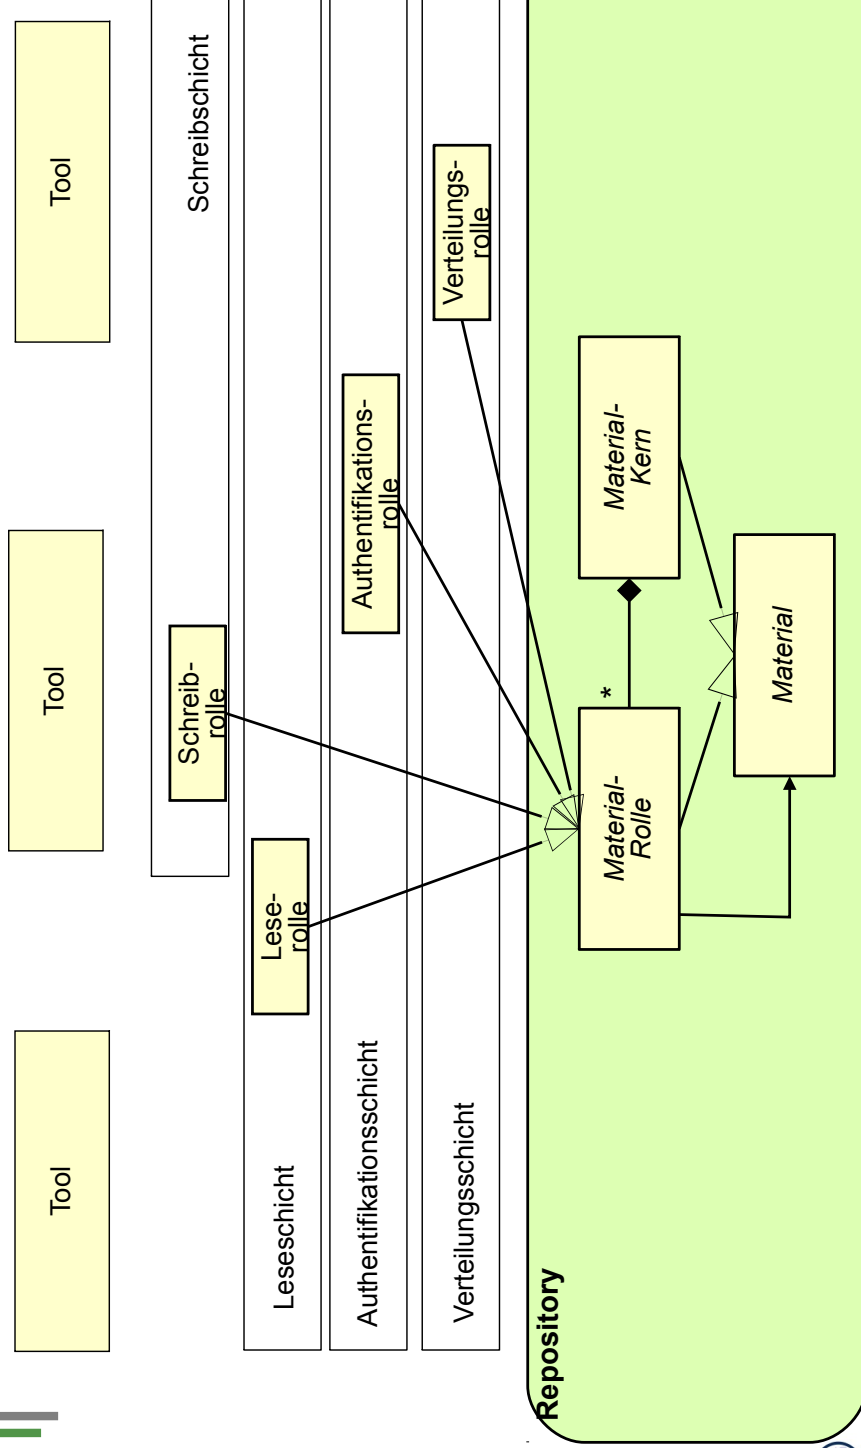 Tool
Tool
Tool
Schreibschicht
Schreib-
rolle
Leseschicht
Lese-
rolle
Authentifikationsschicht
Authentifikations-
rolle
Verteilungsschicht
Verteilungs-
rolle
Repository
Material-
Rolle
*
Material-
Kern
Material